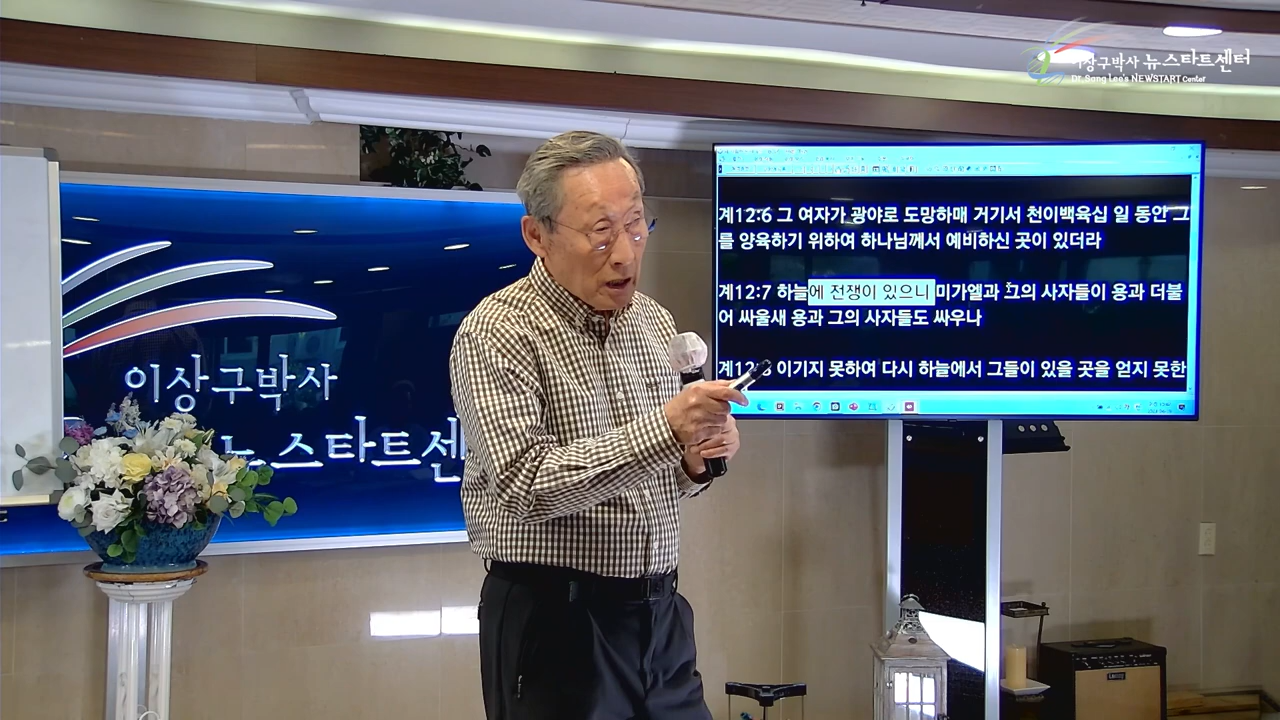 이상구박사 뉴스타트센터
Dr. Sang Lee's NEWSTART Center
계12:6 그 여자가 광야로 도망하매 거기서 천이백육십 일 동안 그
를 양육하기 위하여 하나님께서 예비하신 곳이 있더라
계12:7 하늘에 전쟁이 있으니 미가엘과 그의 사자들이 용과 더불
어 싸울새 용과 그의 사자들도 싸우나
계12:8 이기지 못하여 다시 하늘에서 그들이 있을 곳을 얻지 못한
이상구박사
뉴스타트센
LANEY